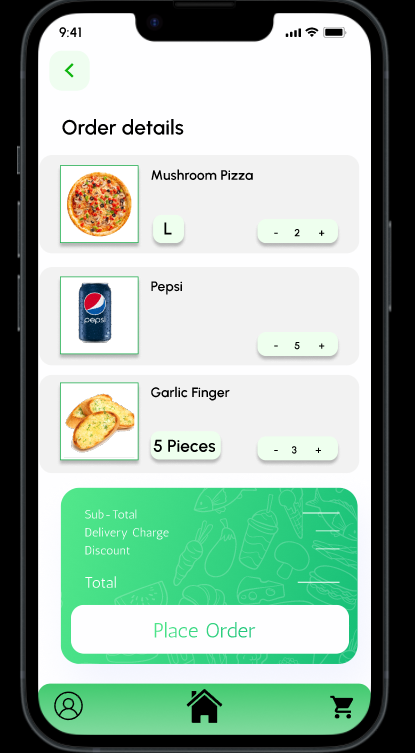 9:41
Order details
Mushroom Pizza
L
- 2 +
Pepsi
pepsi
- 5 +
Garlic Finger
5 Pieces
- 3 +
Sub-Total
Delivery Charge
Discount
Total
Place Order